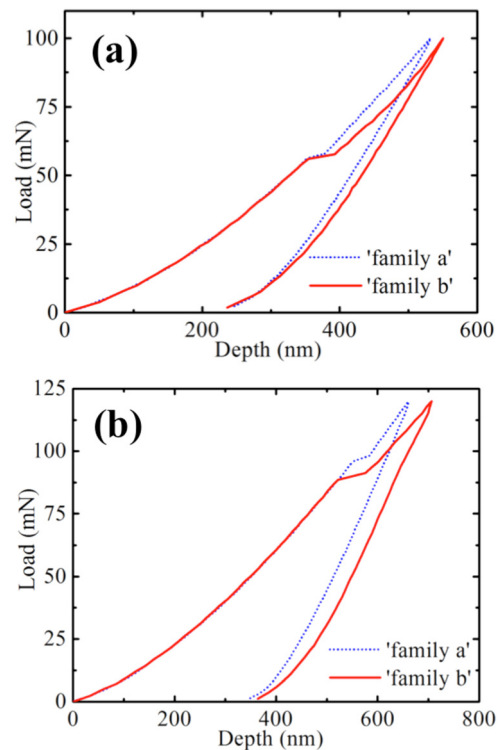 (a)
100
75
50
25
0
Load (mN)
'family a'
'family b'
0 200 400 600
Depth (nm)
(b)
125
100
75
50
25
0
Load (mN)
'family a'
'family b'
0 200 400 600 800
Depth (nm)